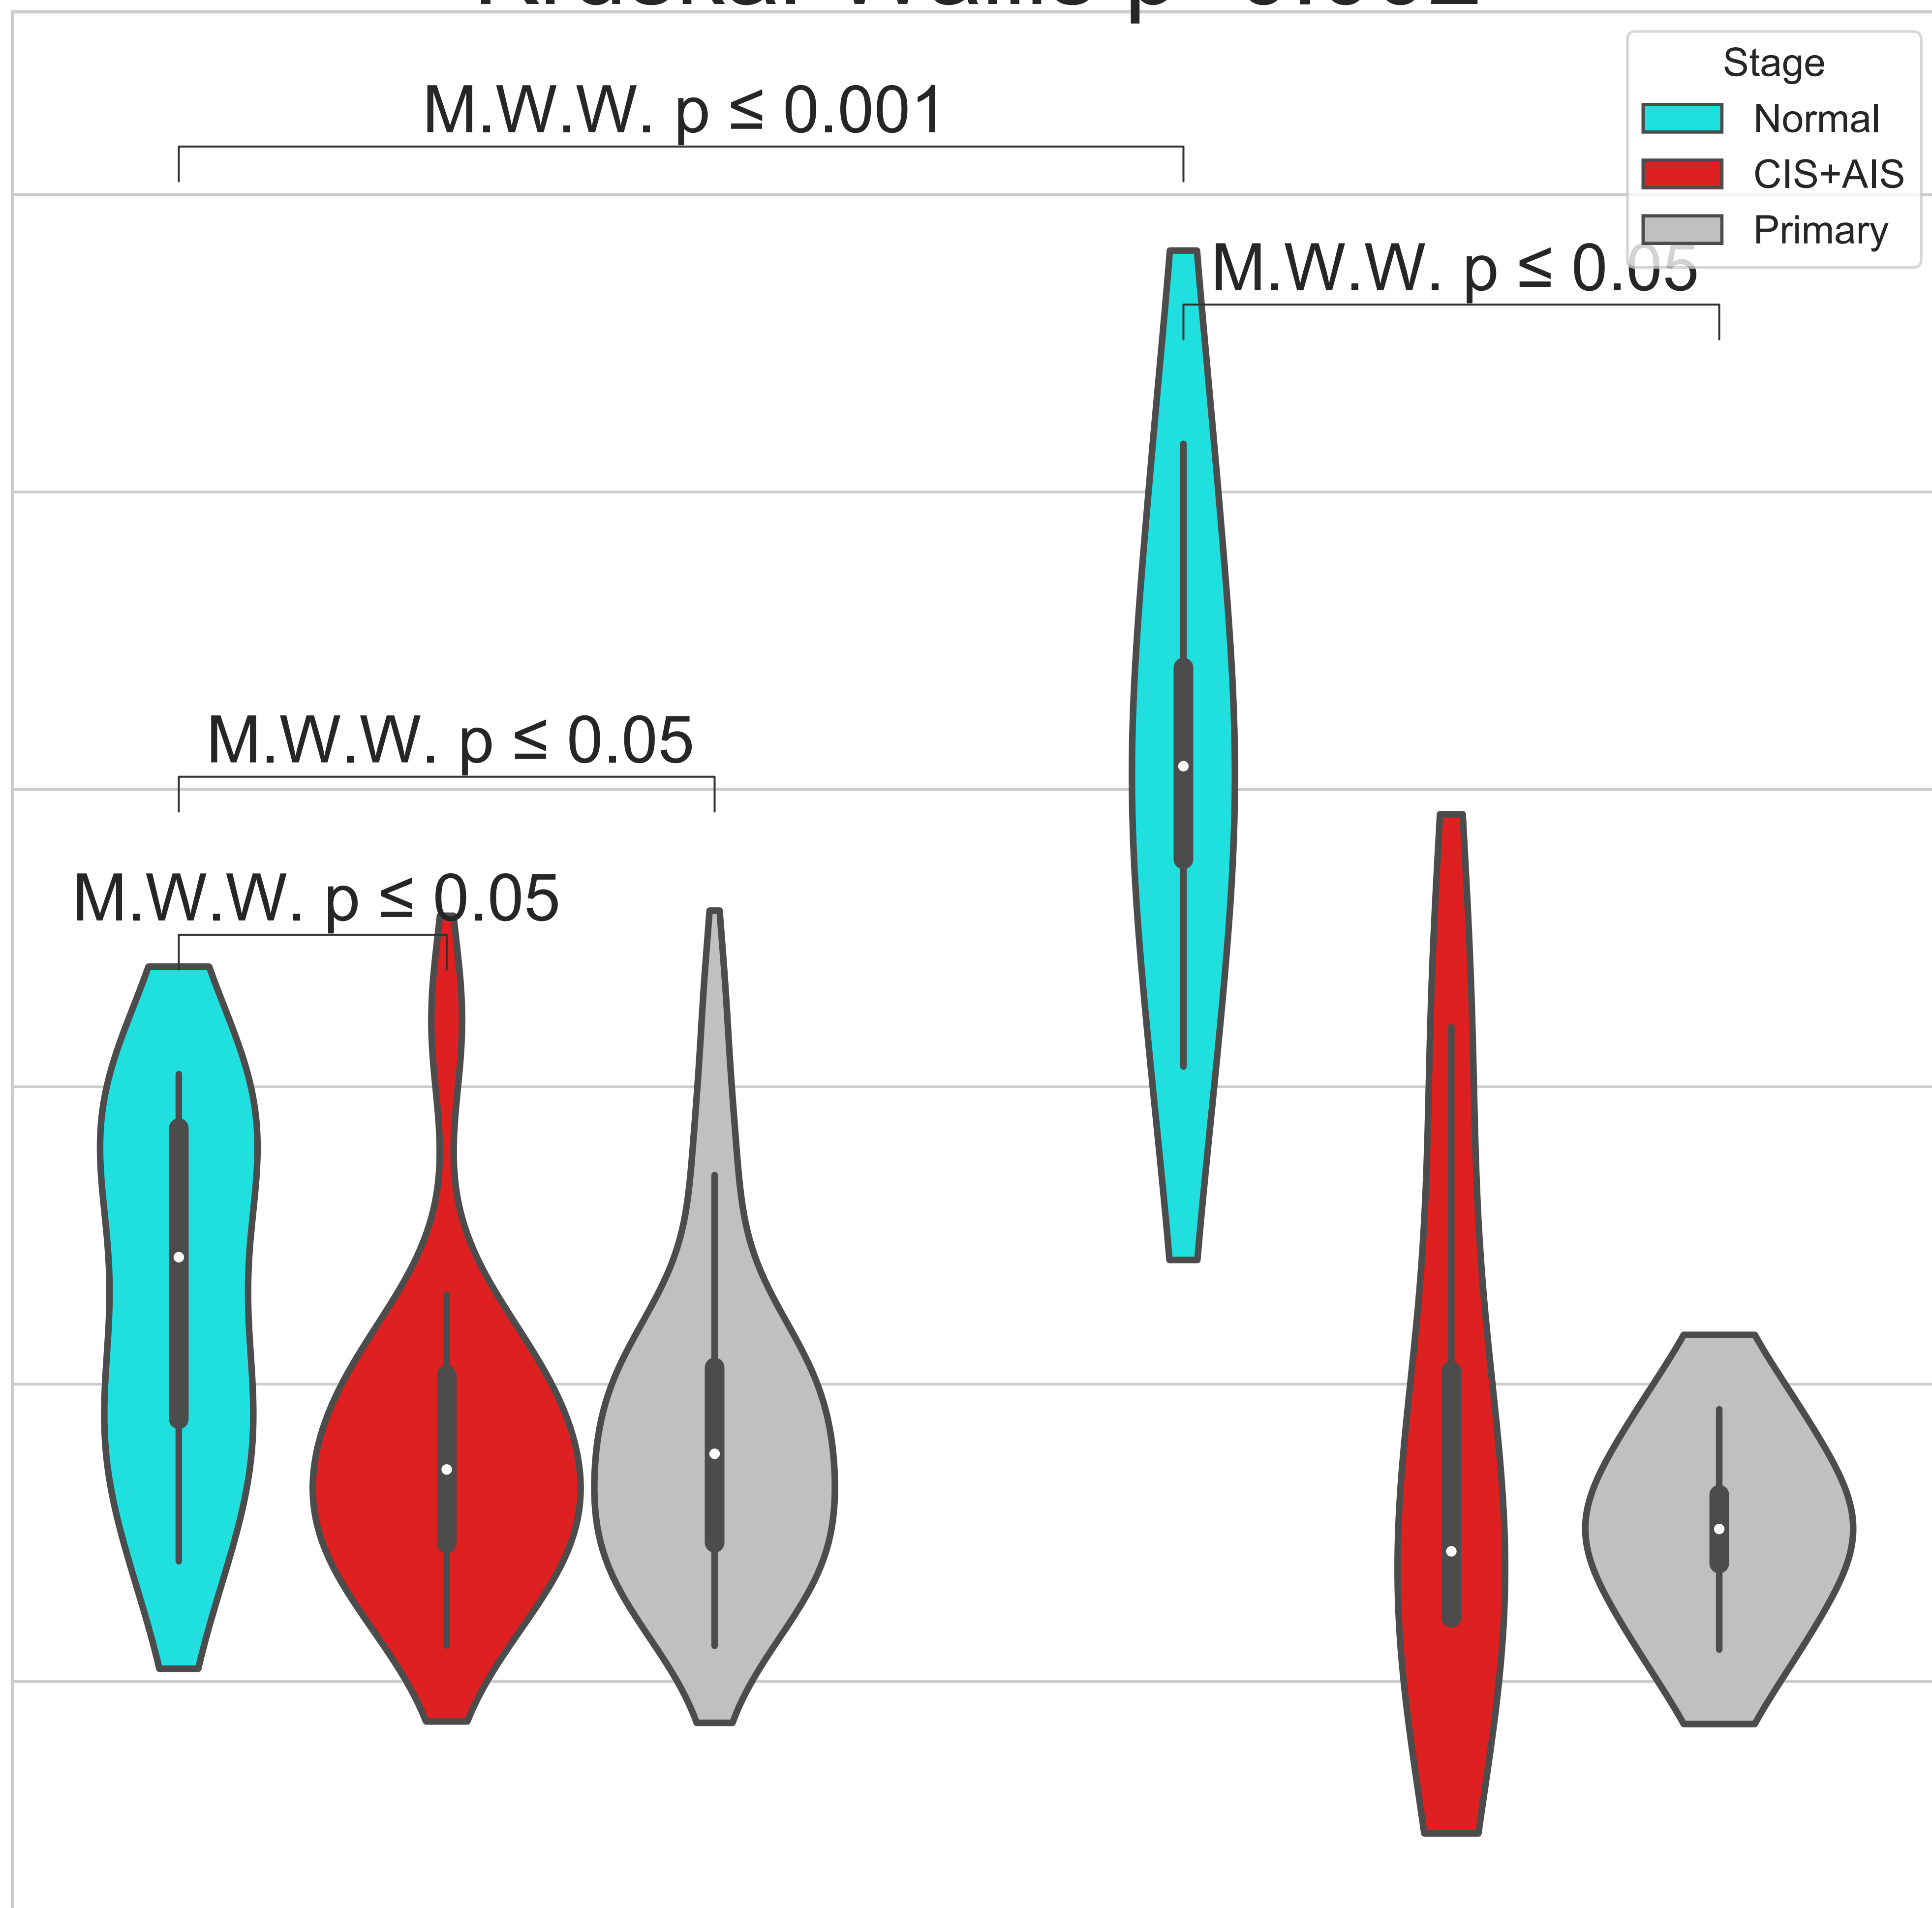 M.W.W. p ≤ 0.001
Stage
Normal
CIS+AIS
Primary
M.W.W. p ≤ 0.05
M.W.W. p ≤ 0.05
M.W.W. p ≤ 0.05